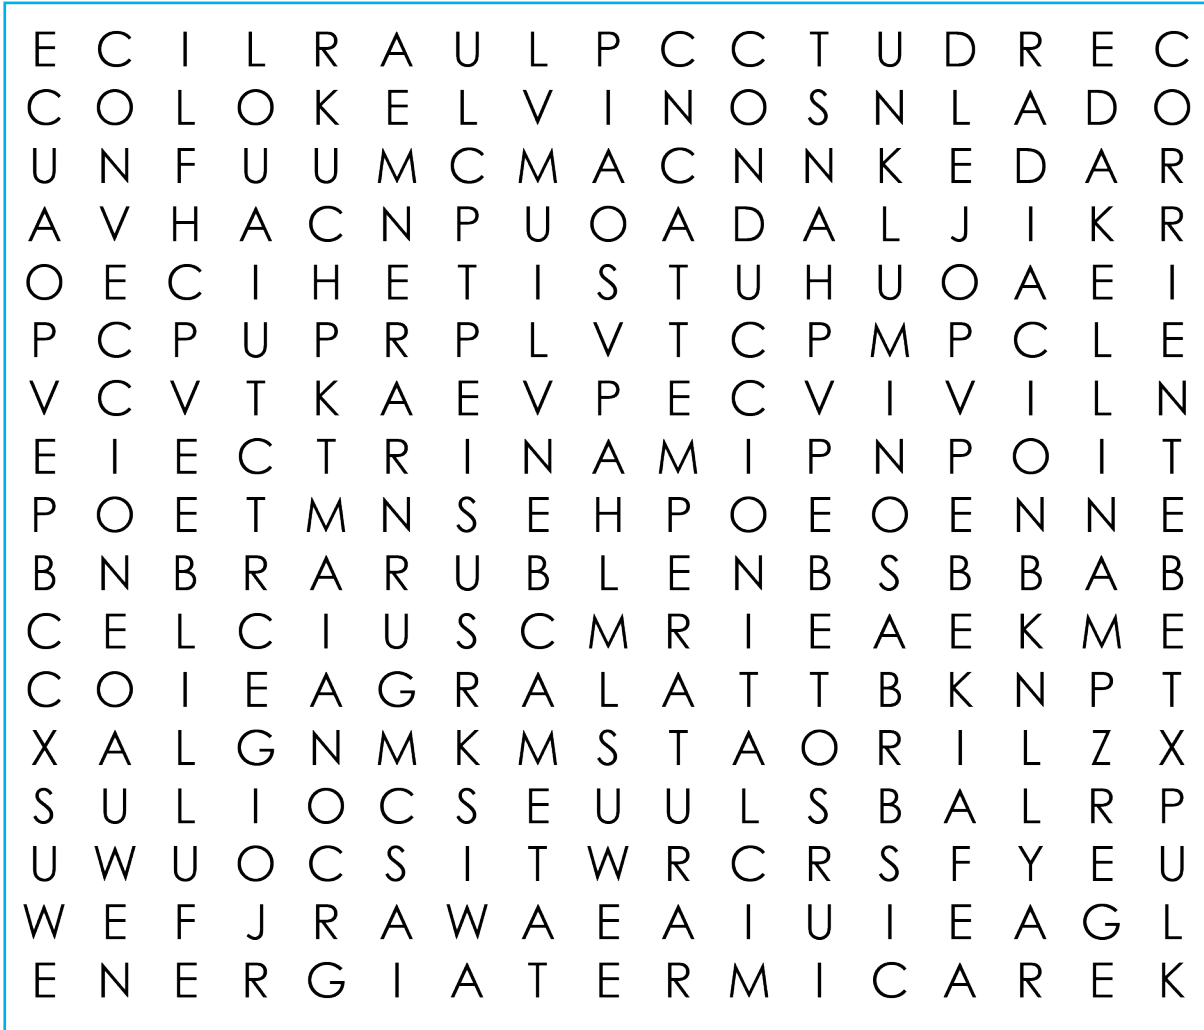 E C I L R A U L P C C T U D R E C
C O L O K E L V I N O S N L A D O
U N F U U M C M A C N N K E D A R
A V H A C N P U O A D A L J I K R
O E C I H E T I S T U H U O A E I
P C P U P R P L V T C P M P C L E
V C V T K A E V P E C V I V I L N
E I E C T R I N A M I P N P O I T
P O E T M N S E H P O E O E N N E
B N B R A R U B L E N B S B B A B
C E L C I U S C M R I E A E K M E
C O I E A G R A L A T T B K N P T
X A L G N M K M S T A O R I L Z X
S U L I O C S E U U L S B A L R P
U W U O C S I T W R C R S F Y E U
W E F J R A W A E A I U I E A G L
E N E R G I A T E R M I C A R E K